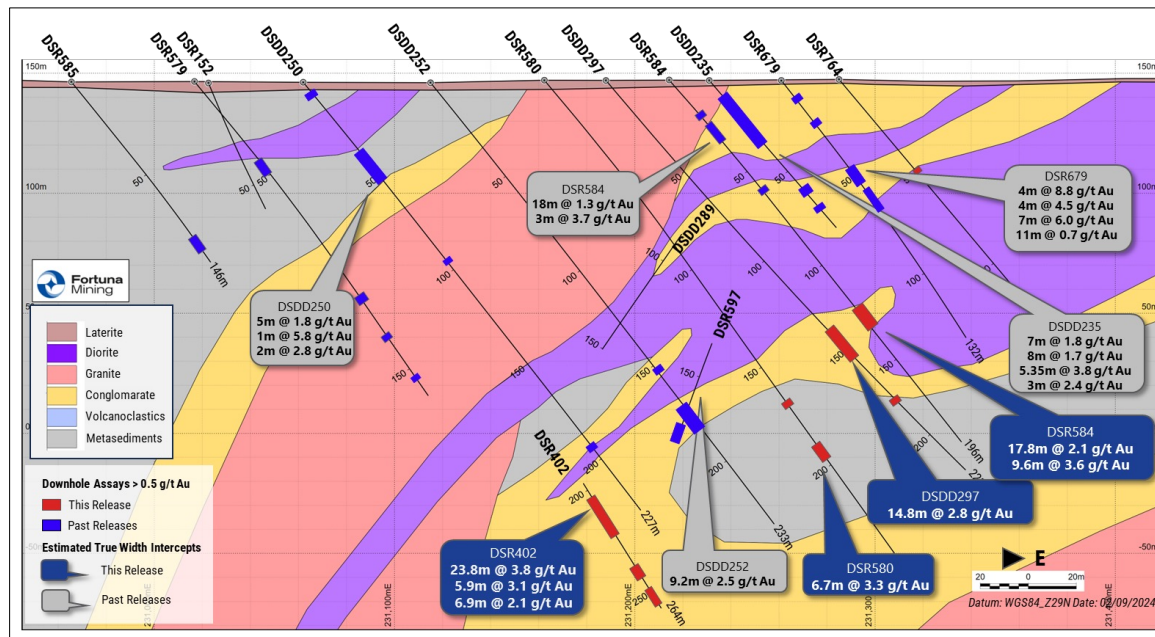 DSR585
DSR579
DSR152
DSDD250
DSDD252
DSR580
DSDD297
DSR584
DSDD235
DSR679
DSR764
150m
150m
100m
100m
50m
-50m
-50m
50
50
50
50
50
50
50
50
50
100
100
100
100
100
150
150
150
150
150
150
150
200
200
200
200
200
250
146m
227m
233m
264m
132m
196m
DSDD289
DSR597
DSR402
DSR584
18m @ 1.3 g/t Au
3m @ 3.7 g/t Au
DSR679
4m @ 8.8 g/t Au
4m @ 4.5 g/t Au
7m @ 6.0 g/t Au
11m @ 0.7 g/t Au
DSDD250
5m @ 1.8 g/t Au
1m @ 5.8 g/t Au
2m @ 2.8 g/t Au
DSDD235
7m @ 1.8 g/t Au
8m @ 1.7 g/t Au
5.35m @ 3.8 g/t Au
3m @ 2.4 g/t Au
DSR584
17.8m @ 2.1 g/t Au
9.6m @ 3.6 g/t Au
DSDD297
14.8m @ 2.8 g/t Au
DSR402
23.8m @ 3.8 g/t Au
5.9m @ 3.1 g/t Au
6.9m @ 2.1 g/t Au
DSDD252
9.2m @ 2.5 g/t Au
DSR580
6.7m @ 3.3 g/t Au
Fortuna
Mining
Laterite
Diorite
Granite
Conglomarate
Volcanoclastics
Metasediments
Downhole Assays > 0.5 g/t Au
This Release
Past Releases
Estimated True Width Intercepts
This Release
Past Releases
231,100mE
231,200mE
231,300mE
E
20 0 20m
Datum: WGS84_Z29N Date: 02/09/2024